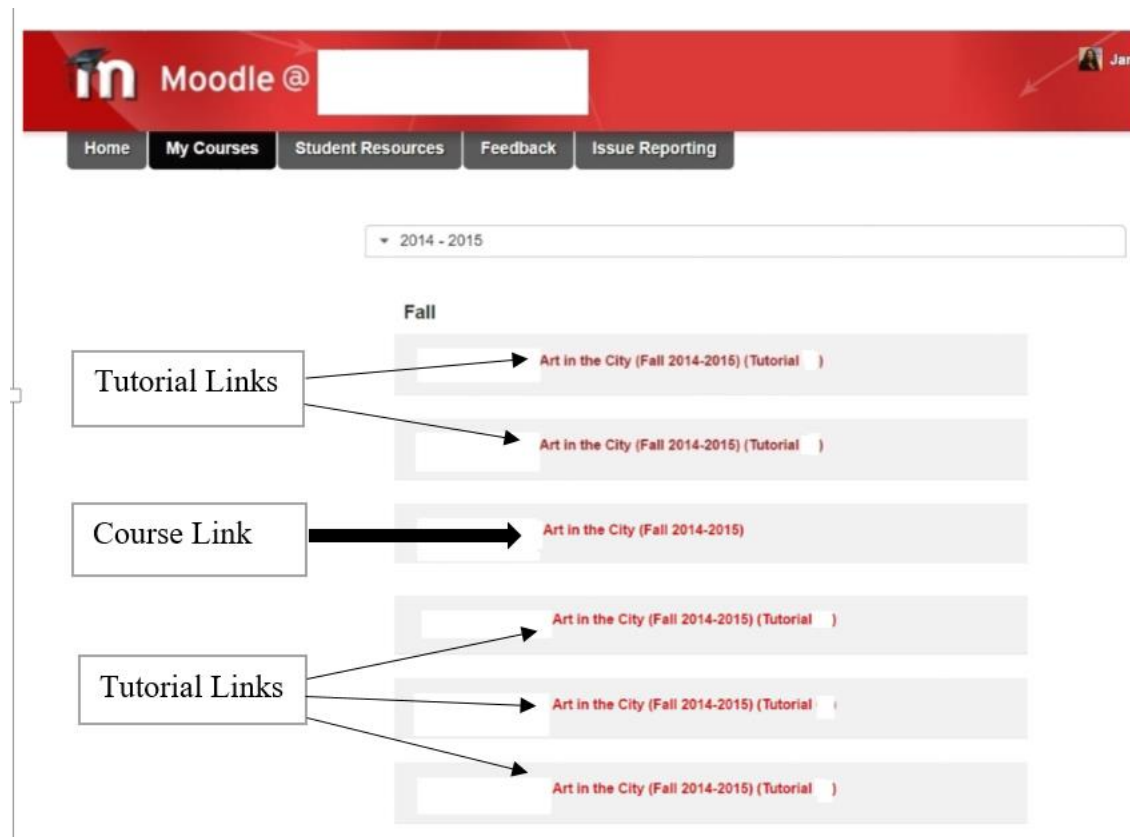 m Moodle @
Jar
Home My Courses Student Resources Feedback Issue Reporting
2014 - 2015
Fall
Tutorial Links
Art in the City (Fall 2014-2015) (Tutorial )
Art in the City (Fall 2014-2015) (Tutorial )
Course Link
Art in the City (Fall 2014-2015)
Tutorial Links
Art in the City (Fall 2014-2015) (Tutorial )
Art in the City (Fall 2014-2015) (Tutorial
Art in the City (Fall 2014-2015) (Tutorial )